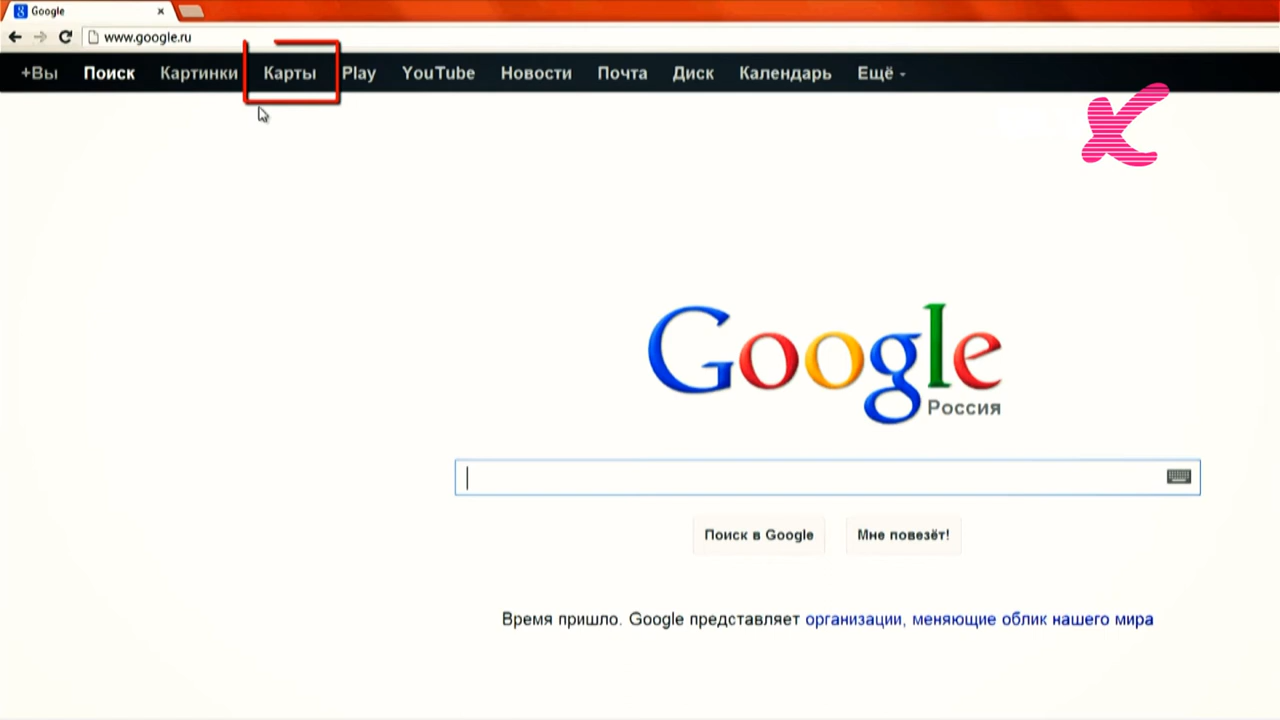 Google
www.google.ru
+Вы Поиск Картинки Карты Play YouTube Новости Почта Диск Календарь Ещё
Google
Россия
Поиск в Google Мне повезёт!
Время пришло. Google представляет организации, меняющие облик нашего мира